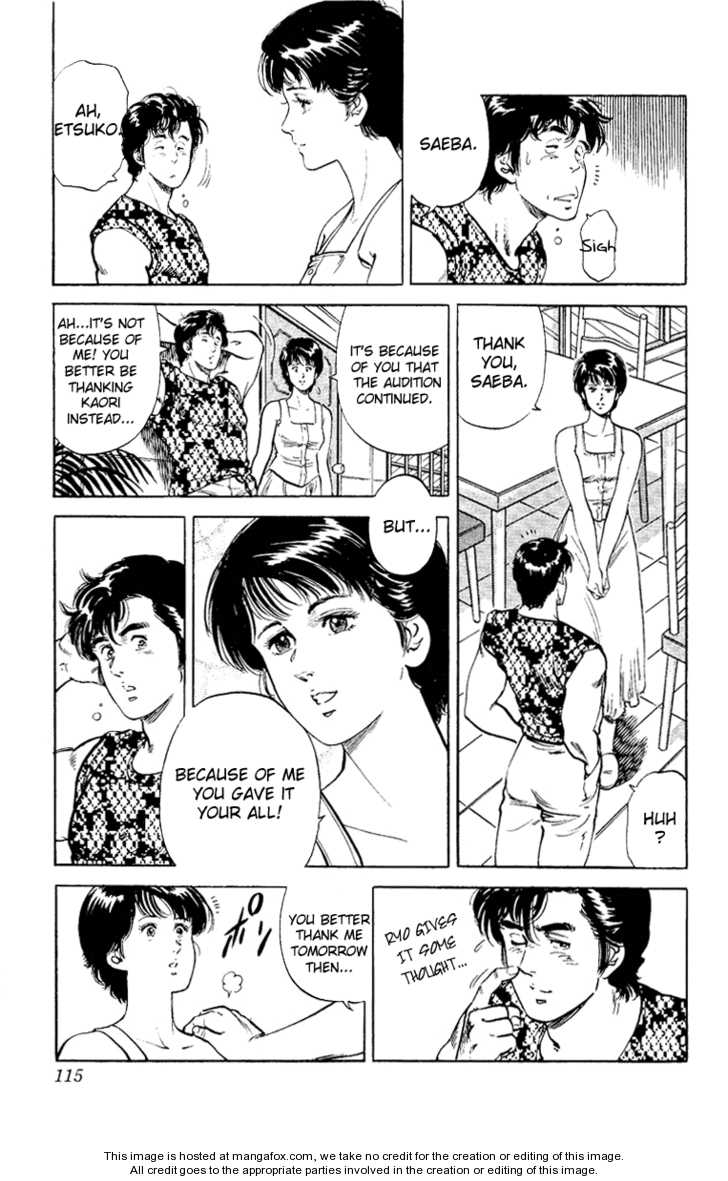 SAEBA.
SIGH
AH,
ETSUKO.
THANK
YOU,
SAEBA.
HUH
?
IT'S BECAUSE
OF YOU THAT
THE AUDITION
CONTINUED.
AH...IT'S NOT
BECAUSE OF
ME! YOU
BETTER BE
THANKING
KAORI
INSTEAD...
BUT...
BECAUSE OF ME
YOU GAVE IT
YOUR ALL!
RYO GIVES
IT SOME
THOUGHT...
YOU BETTER
THANK ME
TOMORROW
THEN...
ポン
115
This image is hosted at mangafox.com, we take no credit for the creation or editing of this image.
All credit goes to the appropriate parties involved in the creation or editing of this image.